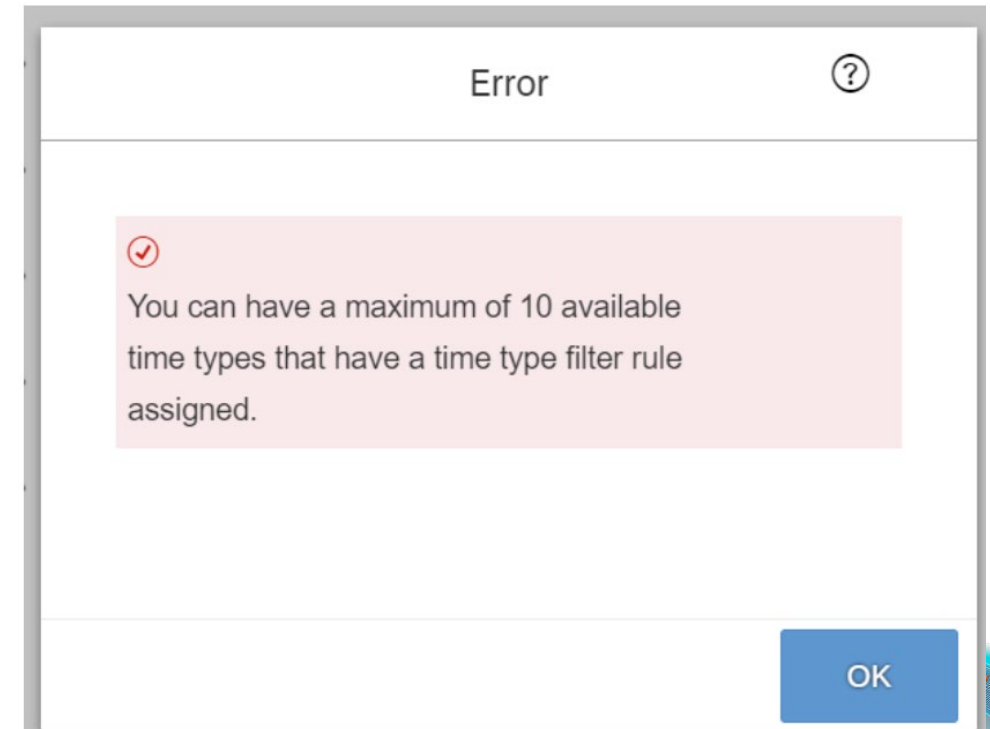 Error
?
You can have a maximum of 10 available
time types that have a time type filter rule
assigned.
OK